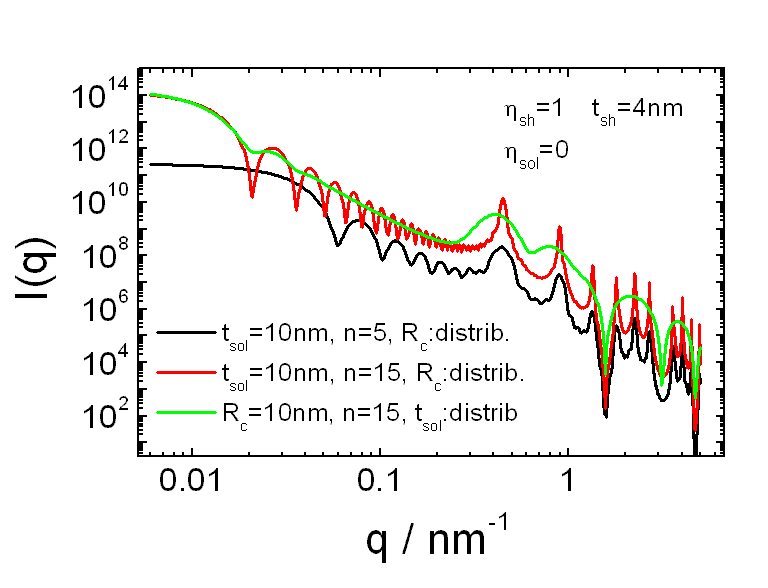 10^14
10^12
10^10
10^8
10^6
10^4
10^2
I(q)
η_sh=1 t_sh=4nm
η_sol=0
t_sol=10nm, n=5, R_c:distrib.
t_sol=10nm, n=15, R_c:distrib.
R_c=10nm, n=15, t_sol:distrib
0.01 0.1 1
q / nm^-1